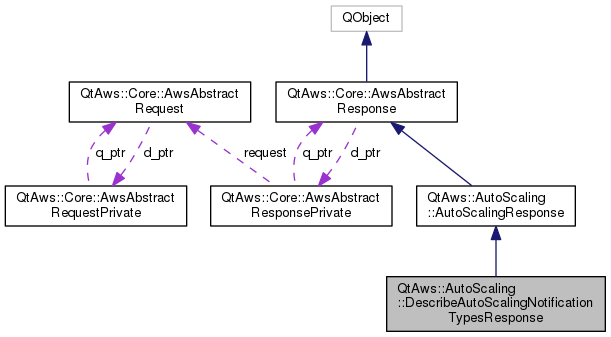 QObject
QtAws::Core::AwsAbstract
Request
QtAws::Core::AwsAbstract
Response
q_ptr
d_ptr
request
q_ptr
d_ptr
QtAws::Core::AwsAbstract
RequestPrivate
QtAws::Core::AwsAbstract
ResponsePrivate
QtAws::AutoScaling
::AutoScalingResponse
QtAws::AutoScaling
::DescribeAutoScalingNotification
TypesResponse